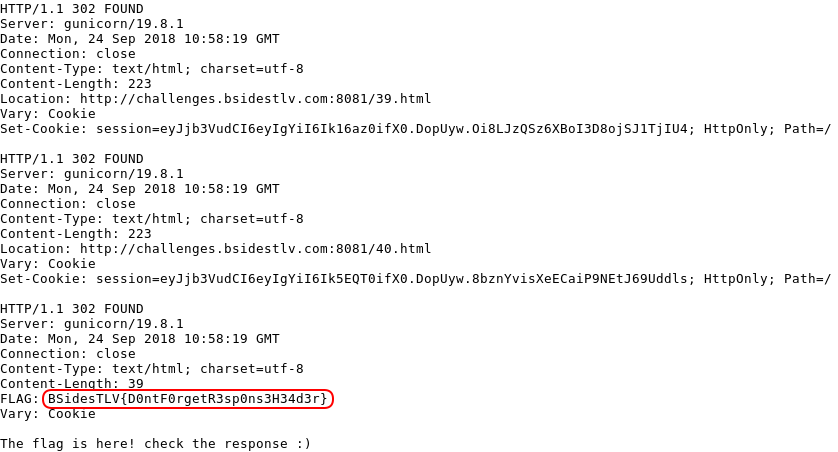 HTTP/1.1 302 FOUND
Server: gunicorn/19.8.1
Date: Mon, 24 Sep 2018 10:58:19 GMT
Connection: close
Content-Type: text/html; charset=utf-8
Content-Length: 223
Location: http://challenges.bsidestlv.com:8081/39.html
Vary: Cookie
Set-Cookie: session=eyJjb3VudCI6eyIgYiI6Ik16az0ifX0.DopUyw.Oi8LJzQSz6XBoI3D8ojSJ1TjIU4; HttpOnly; Path=/
HTTP/1.1 302 FOUND
Server: gunicorn/19.8.1
Date: Mon, 24 Sep 2018 10:58:19 GMT
Connection: close
Content-Type: text/html; charset=utf-8
Content-Length: 223
Location: http://challenges.bsidestlv.com:8081/40.html
Vary: Cookie
Set-Cookie: session=eyJjb3VudCI6eyIgYiI6Ik5EQT0ifX0.DopUyw.8bznYvisXeECaiP9NEtJ69Uddls; HttpOnly; Path=/
HTTP/1.1 302 FOUND
Server: gunicorn/19.8.1
Date: Mon, 24 Sep 2018 10:58:19 GMT
Connection: close
Content-Type: text/html; charset=utf-8
Content-Length: 39
FLAG: BSidesTLV{D0ntF0rgetR3sp0ns3H34d3r}
Vary: Cookie
The flag is here! check the response :)